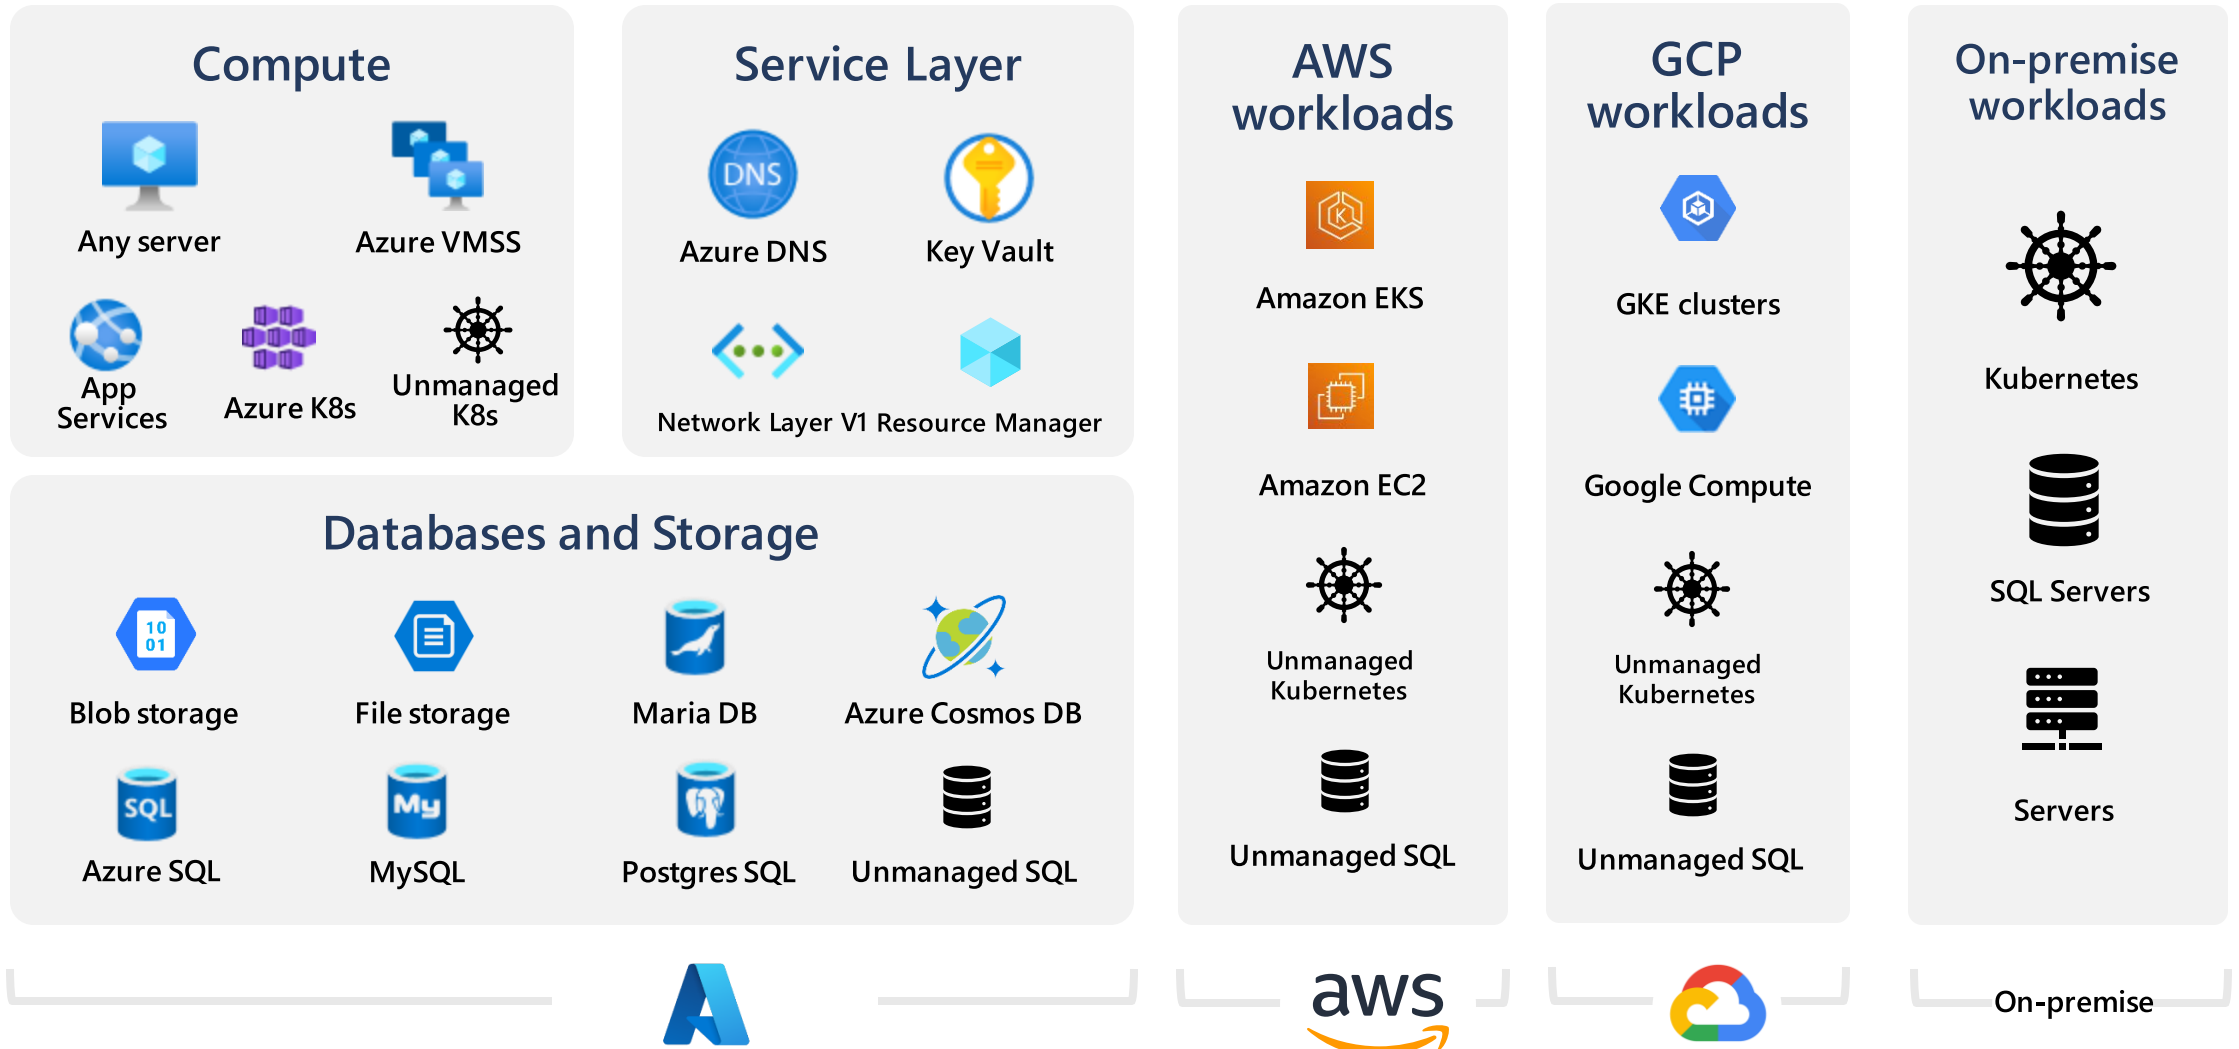 Compute
Any server
Azure VMSS
App
Services
Azure K8s
Unmanaged
K8s
Service Layer
DNS
Azure DNS
Key Vault
Network Layer V1
Resource Manager
Databases and Storage
10
01
Blob storage
File storage
Maria DB
Azure Cosmos DB
SQL
Azure SQL
My
MySQL
Postgres SQL
Unmanaged SQL
AWS
workloads
K
Amazon EKS
Amazon EC2
Unmanaged
Kubernetes
Unmanaged SQL
GCP
workloads
GKE clusters
Google Compute
Unmanaged
Kubernetes
Unmanaged SQL
On-premise
workloads
Kubernetes
SQL Servers
Servers
aws
On-premise